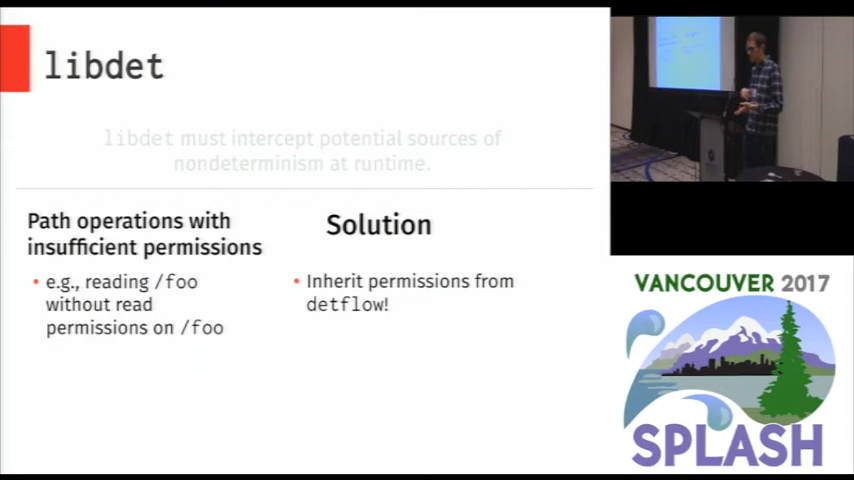 libdet
libdet must intercept potential sources of
nondeterminism at runtime.
Path operations with
insufficient permissions
• e.g., reading /foo
without read
permissions on /foo
Solution
• Inherit permissions from
detflow!
VANCOUVER 2017
SPLASH